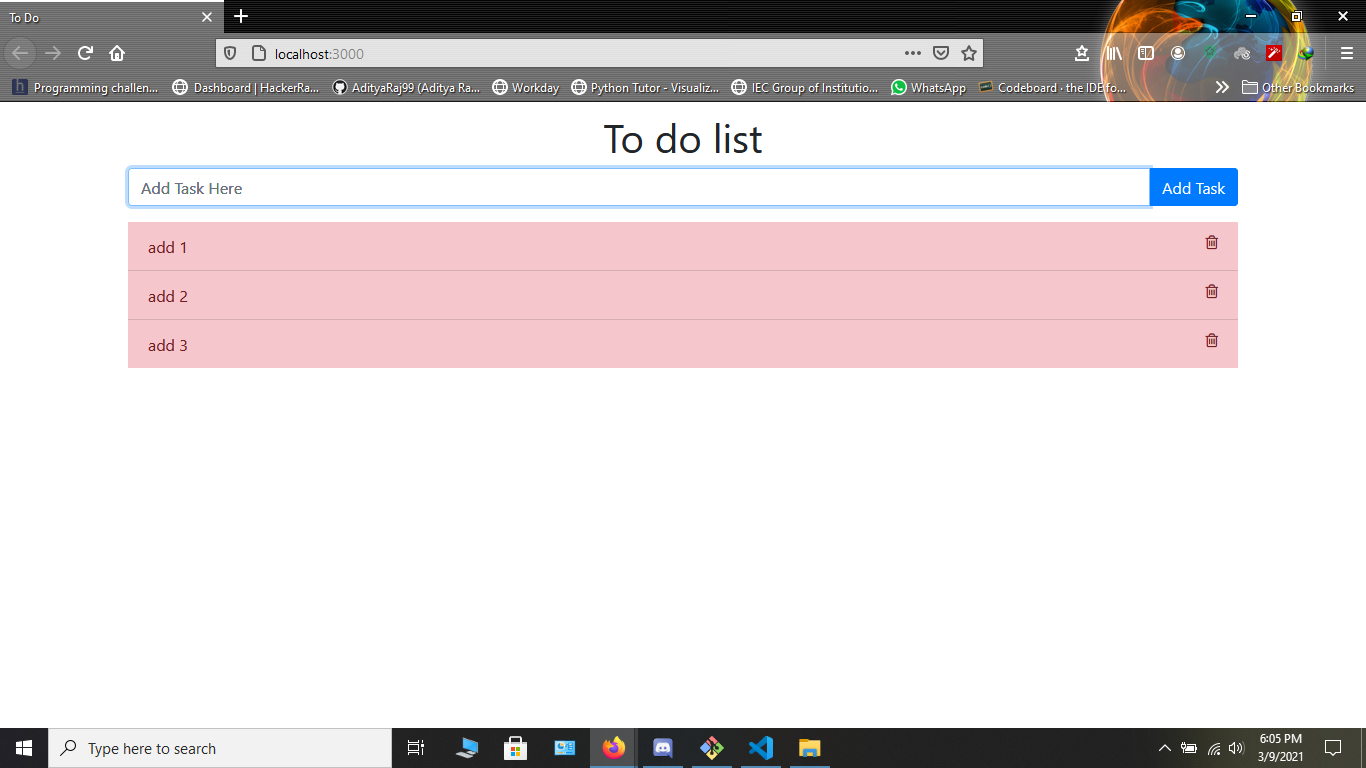 To Do
localhost:3000
Programming challen... Dashboard | HackerRa... AdityaRaj99 (Aditya Ra... Workday Python Tutor - Visualiz... IEC Group of Institutio... WhatsApp Codeboard · the IDE fo... Other Bookmarks
To do list
Add Task Here Add Task
add 1
add 2
add 3
Type here to search
6:05 PM
3/9/2021